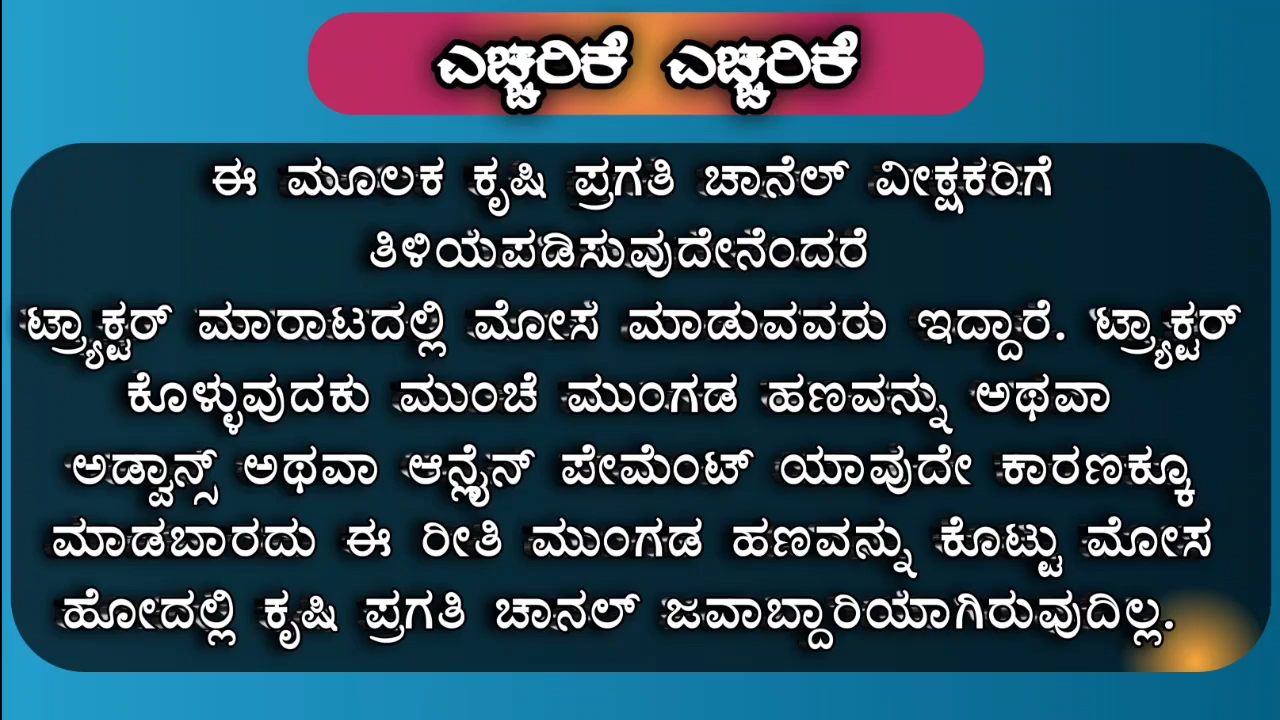 ಎಚ್ಚರಿಕೆ ಎಚ್ಚರಿಕೆ
ಈ ಮೂಲಕ ಕೃಷಿ ಪ್ರಗತಿ ಚಾನೆಲ್ ವೀಕ್ಷಕರಿಗೆ
ತಿಳಿಯಪಡಿಸುವುದೇನೆಂದರೆ
ಟ್ರ್ಯಾಕ್ಟರ್ ಮಾರಾಟದಲ್ಲಿ ಮೋಸ ಮಾಡುವವರು ಇದ್ದಾರೆ. ಟ್ರ್ಯಾಕ್ಟರ್
ಕೊಳ್ಳುವುದಕು ಮುಂಚೆ ಮುಂಗಡ ಹಣವನ್ನು ಅಥವಾ
ಅಡ್ವಾನ್ಸ್ ಅಥವಾ ಆನ್ಲೈನ್ ಪೇಮೆಂಟ್ ಯಾವುದೇ ಕಾರಣಕ್ಕೂ
ಮಾಡಬಾರದು ಈ ರೀತಿ ಮುಂಗಡ ಹಣವನ್ನು ಕೊಟ್ಟು ಮೋಸ
ಹೋದಲ್ಲಿ ಕೃಷಿ ಪ್ರಗತಿ ಚಾನಲ್ ಜವಾಬ್ದಾರಿಯಾಗಿರುವುದಿಲ್ಲ.